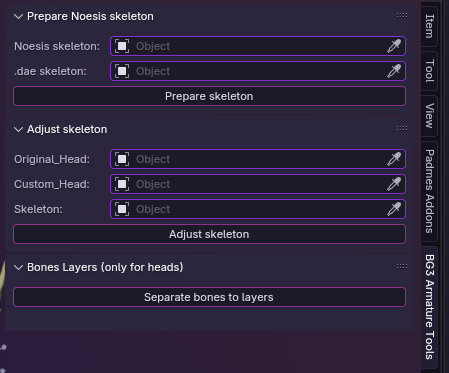 Prepare Noesis skeleton
Noesis skeleton: Object
.dae skeleton: Object
Prepare skeleton
Adjust skeleton
Original_Head: Object
Custom_Head: Object
Skeleton: Object
Adjust skeleton
Bones Layers (only for heads)
Separate bones to layers
Item
Tool
View
Padmes Addons
BG3 Armature Tools